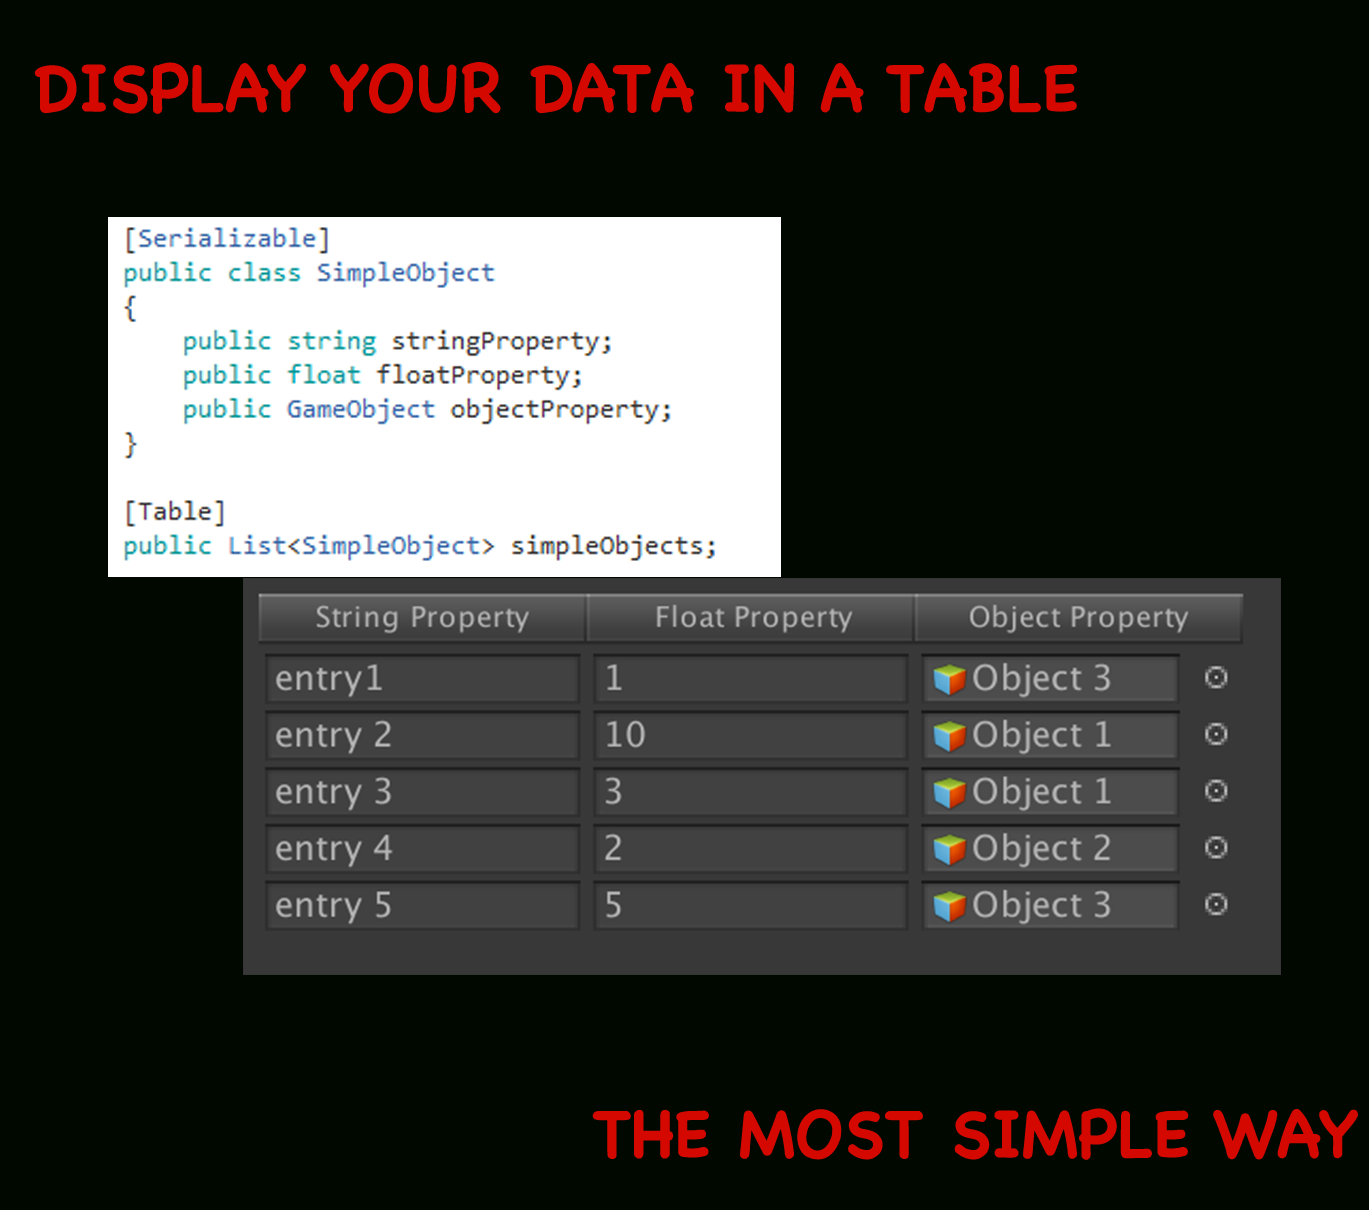 DISPLAY YOUR DATA IN A TABLE
[Serializable]
public class SimpleObject
{
    public string stringProperty;
    public float floatProperty;
    public GameObject objectProperty;
}
[Table]
public List<SimpleObject> simpleObjects;
String Property Float Property Object Property
entry1 1 Object 3
entry 2 10 Object 1
entry 3 3 Object 1
entry 4 2 Object 2
entry 5 5 Object 3
THE MOST SIMPLE WAY